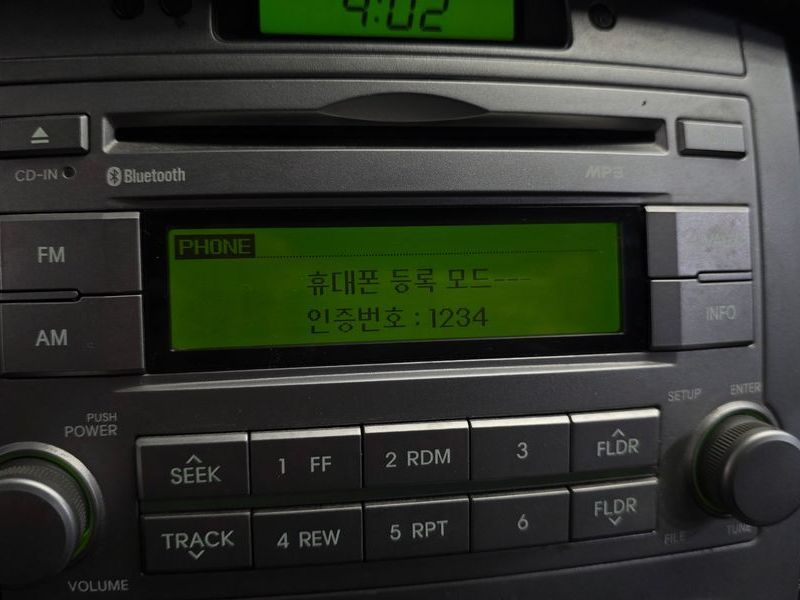 4:02
CD-IN
Bluetooth
MP3
FM
PHONE
휴대폰 등록 모드---
인증번호 : 1234
AM
INFO
PUSH
POWER
SETUP
ENTER
SEEK
1 FF
2 RDM
3
FLDR
TRACK
4 REW
5 RPT
6
FLDR
FILE
TUNE
VOLUME